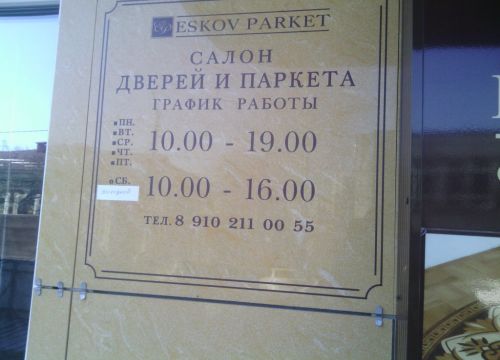 ESKOV PARKET
САЛОН
ДВЕРЕЙ И ПАРКЕТА
ГРАФИК РАБОТЫ
ПН.
ВТ.
СР.
ЧТ.
ПТ.
10.00 - 19.00
СБ.
10.00 - 16.00
ТЕЛ. 8 910 211 00 55